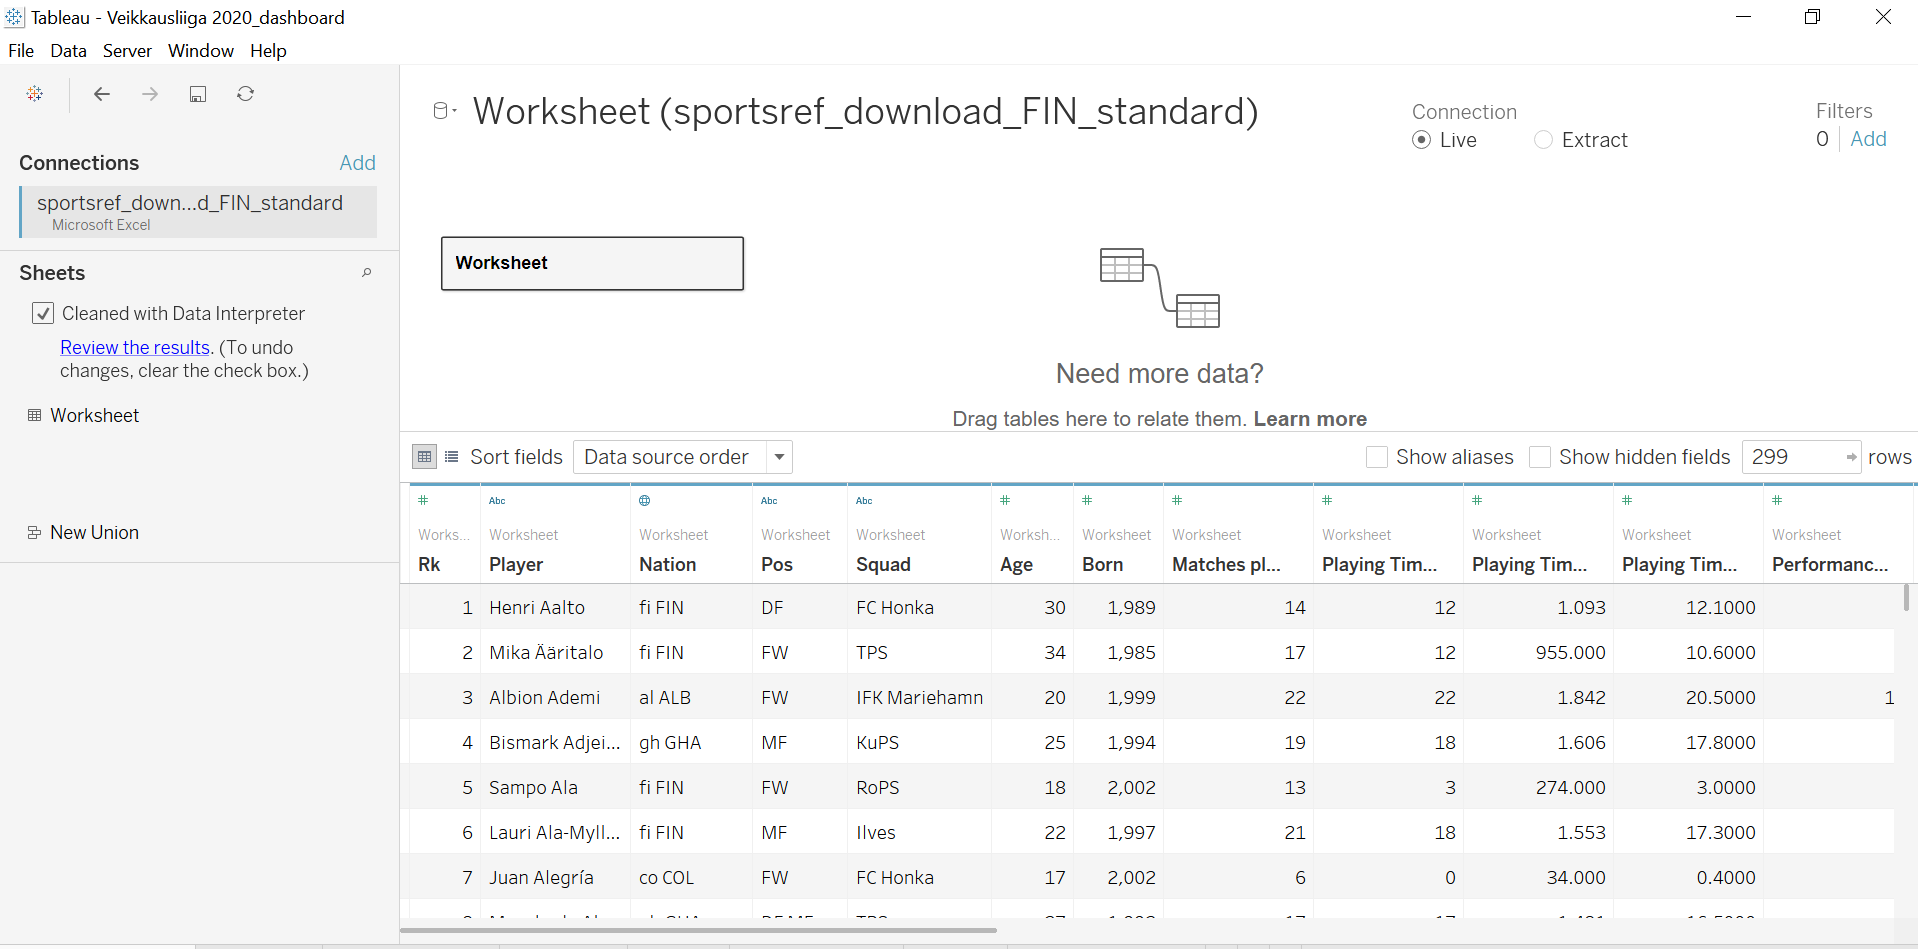 Tableau - Veikkausliiga 2020_dashboard
File Data Server Window Help
Connections Add
sportsref_down...d_FIN_standard
Microsoft Excel
Sheets
Cleaned with Data Interpreter
Review the results. (To undo
changes, clear the check box.)
Worksheet
New Union
Worksheet (sportsref_download_FIN_standard)
Connection
Live Extract
Filters
0 Add
Worksheet
Need more data?
Drag tables here to relate them. Learn more
Sort fields Data source order Show aliases Show hidden fields 299 rows
# Abc Abc Abc # # # # # # #
Works... Worksheet Worksheet Worksheet Worksheet Worksh... Worksheet Worksheet Worksheet Worksheet Worksheet Worksheet
Rk Player Nation Pos Squad Age Born Matches pl... Playing Tim... Playing Tim... Playing Tim... Performanc...
1 Henri Aalto fi FIN DF FC Honka 30 1,989 14 12 1.093 12.1000
2 Mika Ääritalo fi FIN FW TPS 34 1,985 17 12 955.000 10.6000
3 Albion Ademi al ALB FW IFK Mariehamn 20 1,999 22 22 1.842 20.5000 1
4 Bismark Adjei... gh GHA MF KuPS 25 1,994 19 18 1.606 17.8000
5 Sampo Ala fi FIN FW RoPS 18 2,002 13 3 274.000 3.0000
6 Lauri Ala-Myll... fi FIN MF Ilves 22 1,997 21 18 1.553 17.3000
7 Juan Alegría co COL FW FC Honka 17 2,002 6 0 34.000 0.4000